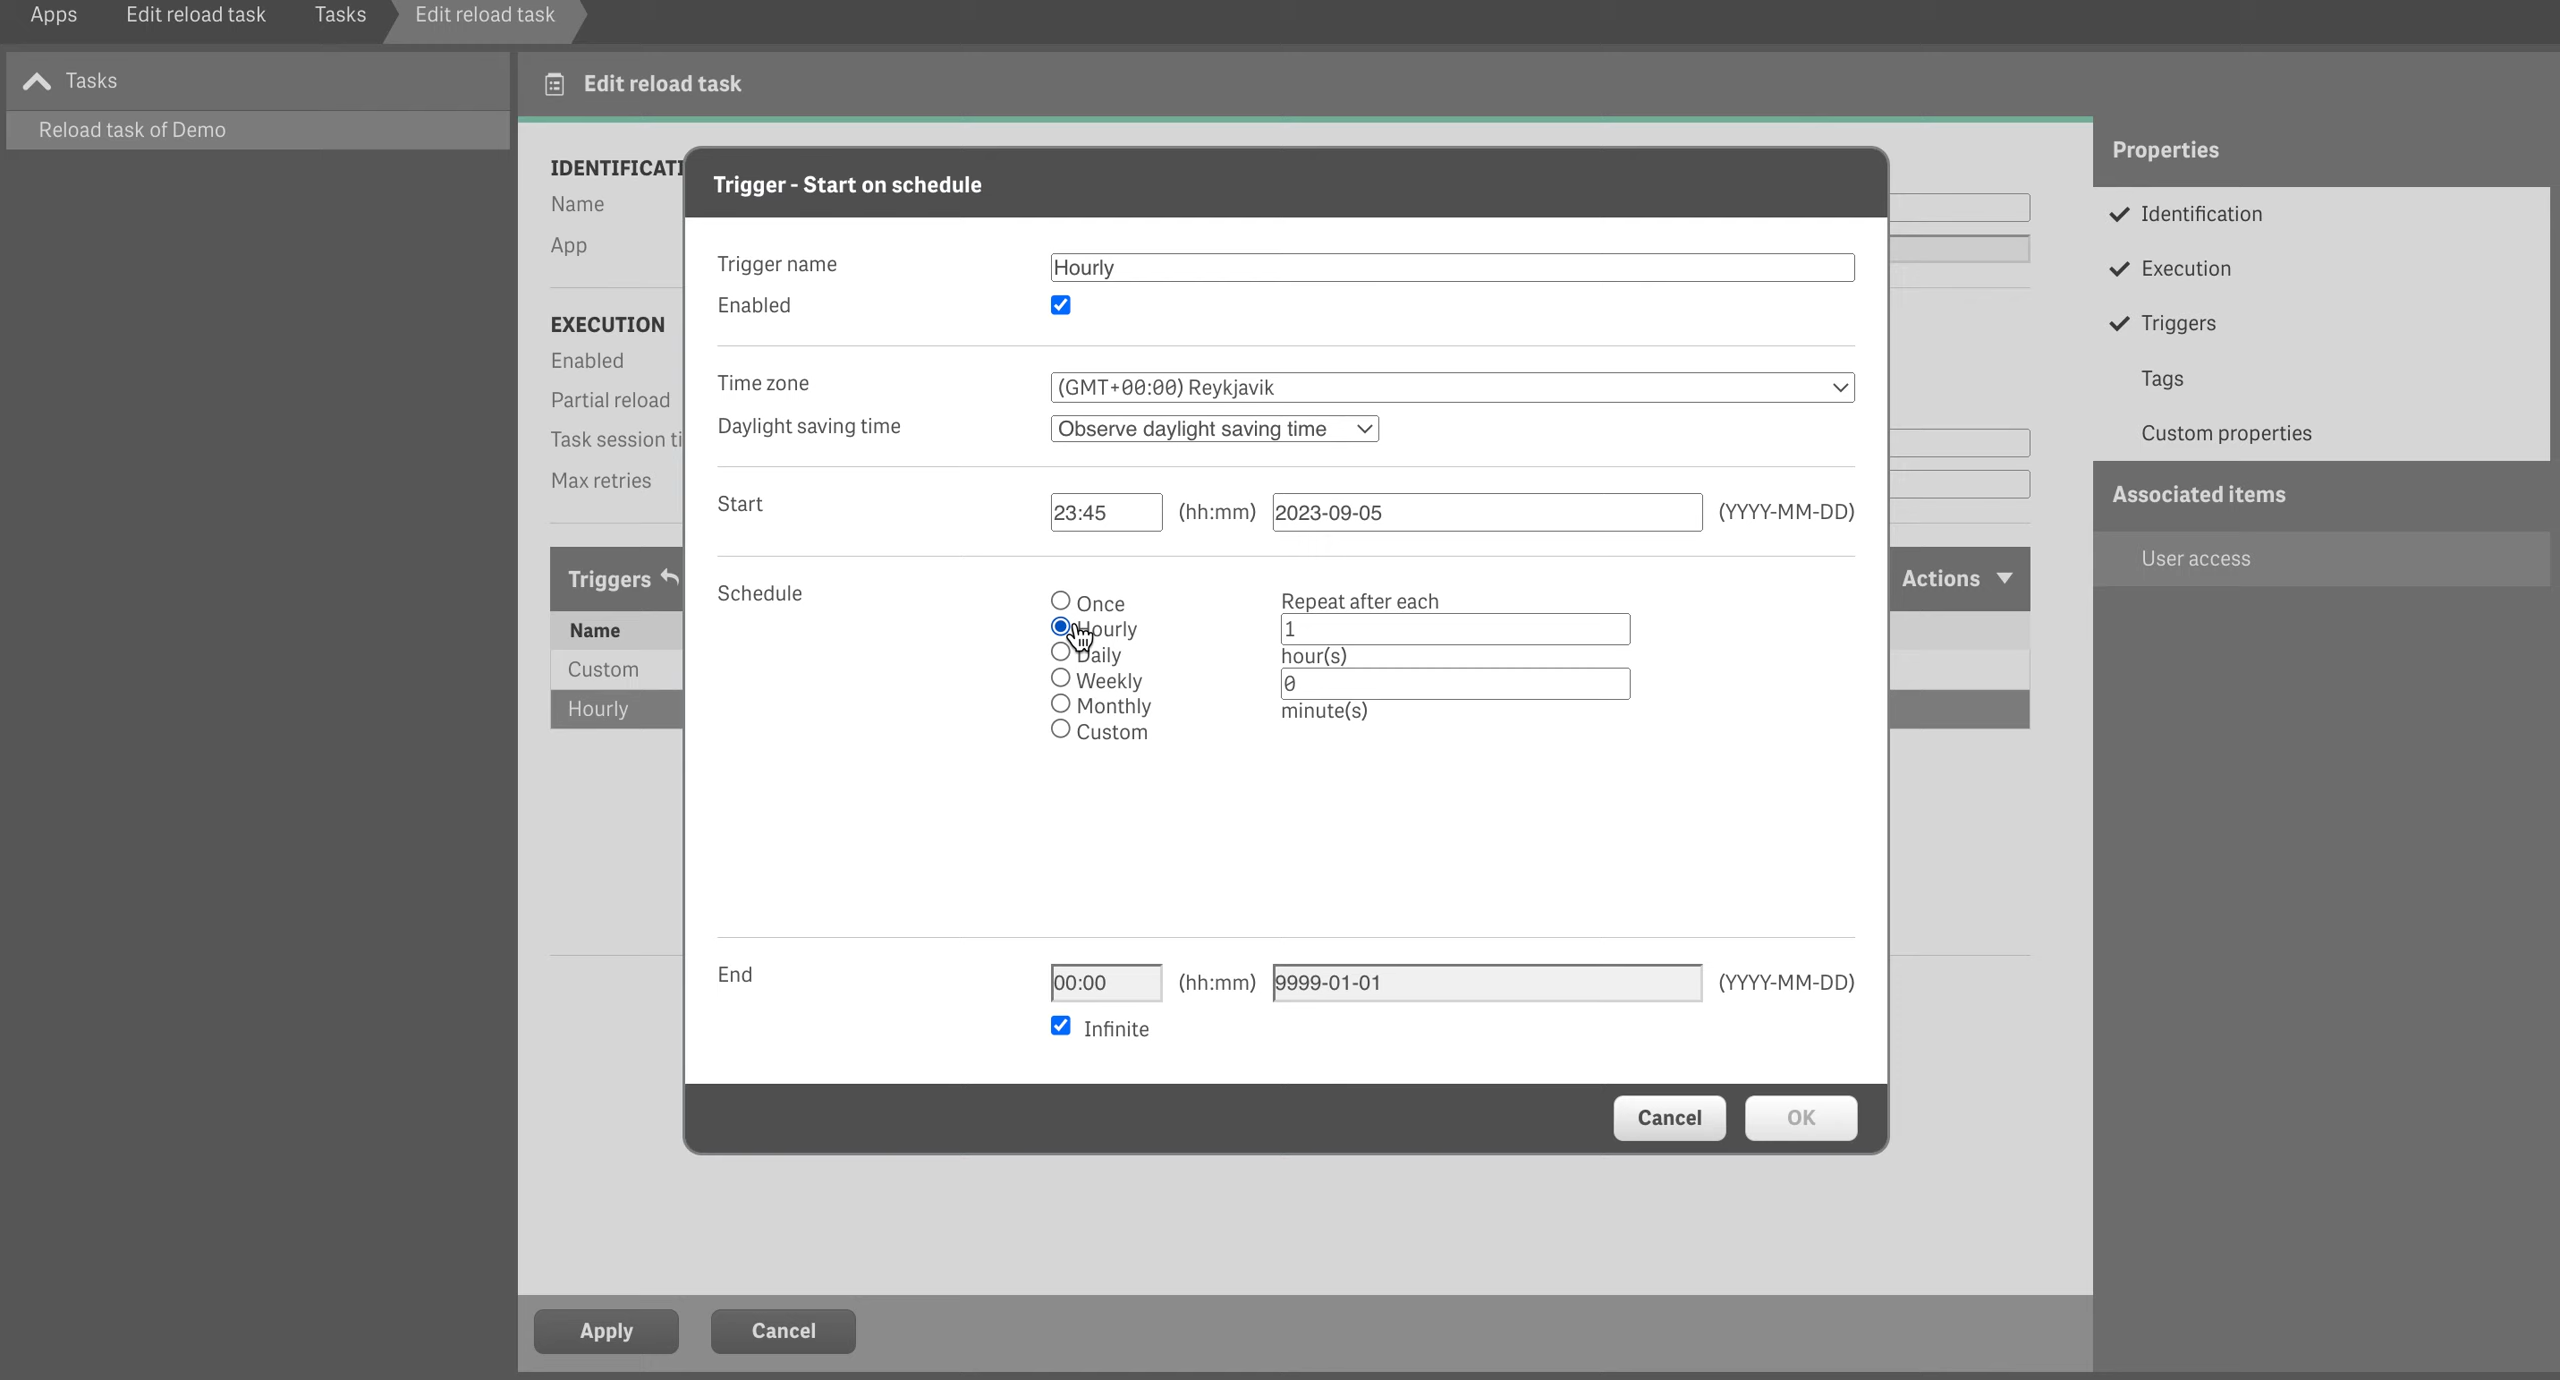 Apps Edit reload task Tasks Edit reload task
Tasks
Reload task of Demo
Edit reload task
IDENTIFICATI
Name
App
EXECUTION
Enabled
Partial reload
Task session ti
Max retries
Triggers
Actions
Name
Custom
Hourly
Trigger - Start on schedule
Trigger name Hourly
Enabled
Time zone (GMT+00:00) Reykjavik
Daylight saving time Observe daylight saving time
Start 23:45 (hh:mm) 2023-09-05 (YYYY-MM-DD)
Schedule
Once
Hourly
Daily
Weekly
Monthly
Custom
Repeat after each
1
hour(s)
0
minute(s)
End 00:00 (hh:mm) 9999-01-01 (YYYY-MM-DD)
Infinite
Cancel OK
Apply Cancel
Properties
Identification
Execution
Triggers
Tags
Custom properties
Associated items
User access